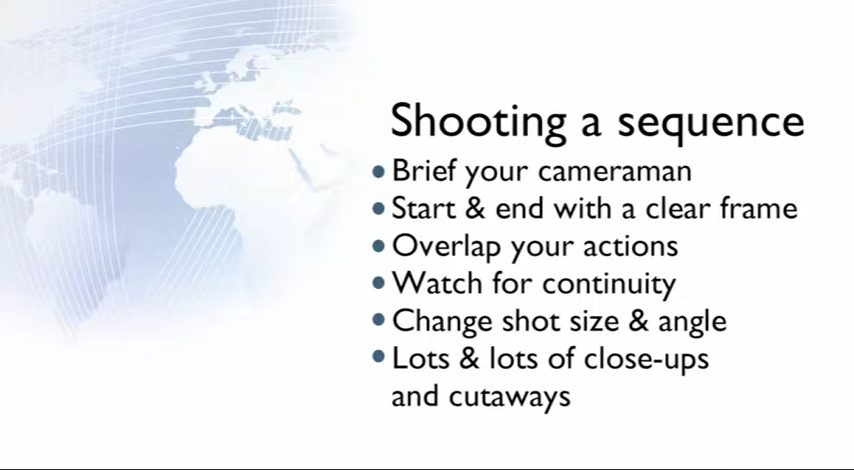 Shooting a sequence
• Brief your cameraman
• Start & end with a clear frame
• Overlap your actions
• Watch for continuity
• Change shot size & angle
• Lots & lots of close-ups
and cutaways